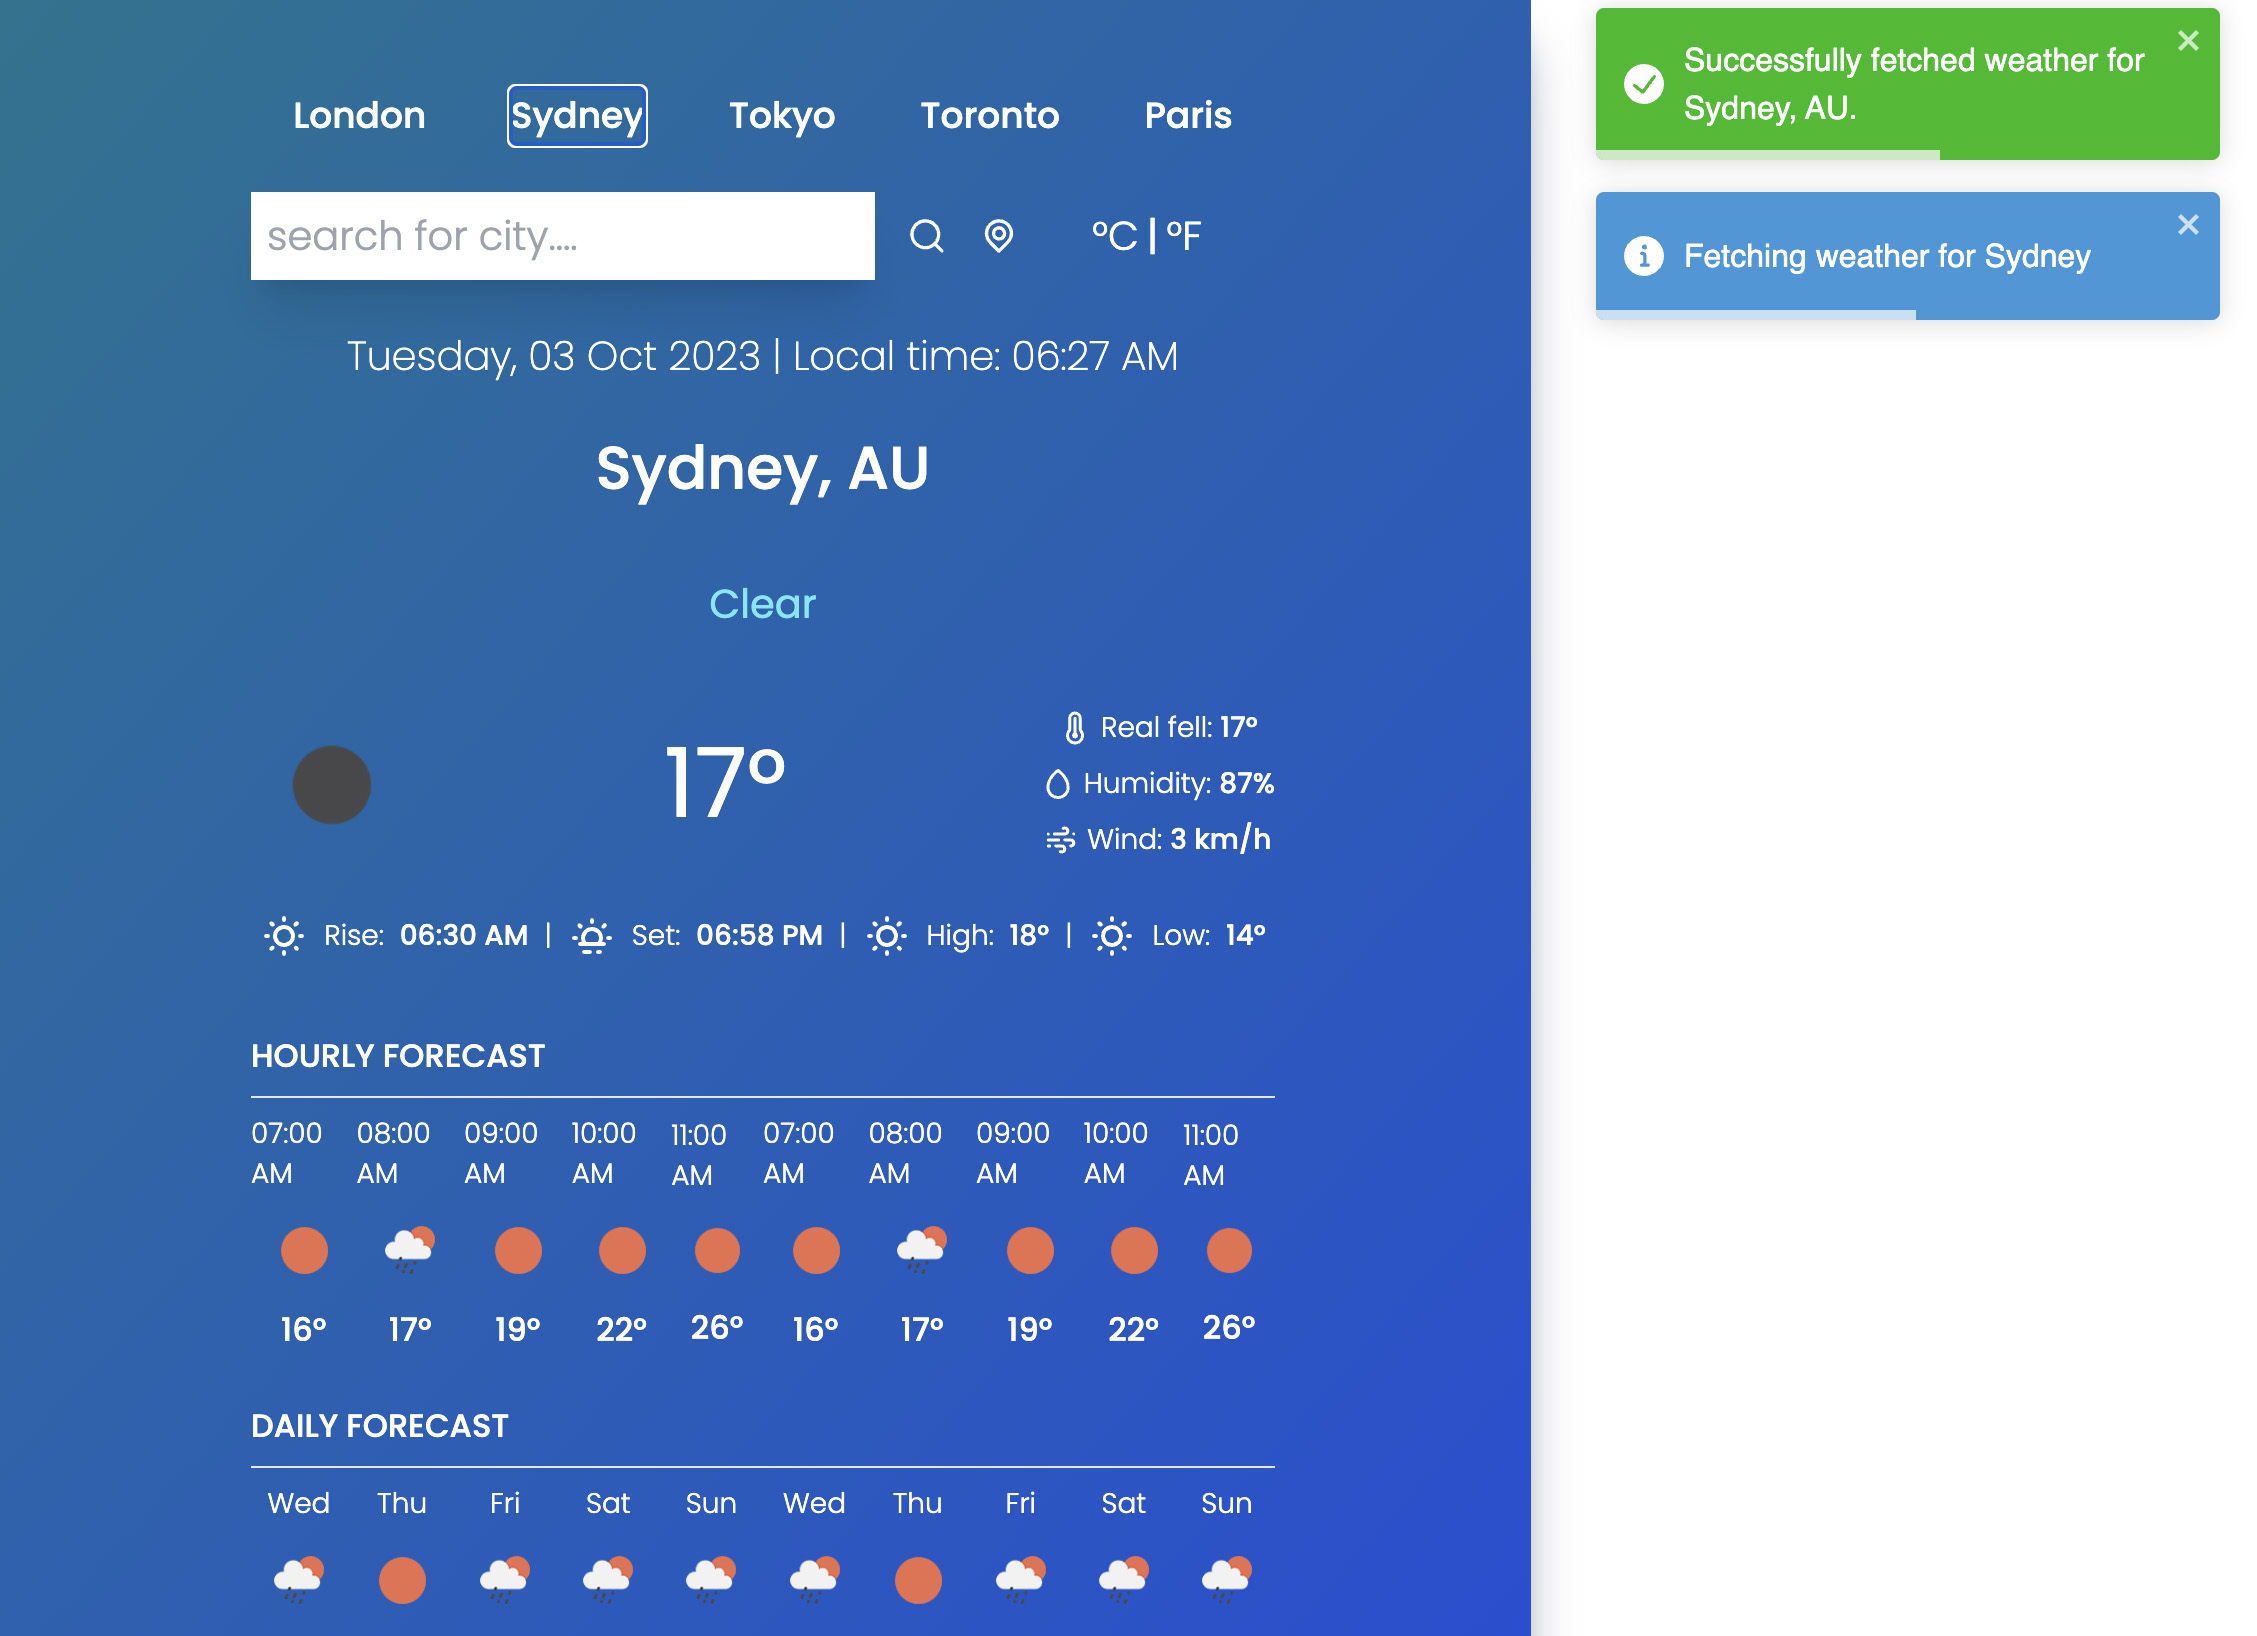 London Sydney Tokyo Toronto Paris
search for city....
°C | °F
Tuesday, 03 Oct 2023 | Local time: 06:27 AM
Sydney, AU
Clear
17°
Real fell: 17°
Humidity: 87%
Wind: 3 km/h
Rise: 06:30 AM | Set: 06:58 PM | High: 18° | Low: 14°
HOURLY FORECAST
07:00 AM 08:00 AM 09:00 AM 10:00 AM 11:00 AM 07:00 AM 08:00 AM 09:00 AM 10:00 AM 11:00 AM
16° 17° 19° 22° 26° 16° 17° 19° 22° 26°
DAILY FORECAST
Wed Thu Fri Sat Sun Wed Thu Fri Sat Sun
Successfully fetched weather for
Sydney, AU.
Fetching weather for Sydney